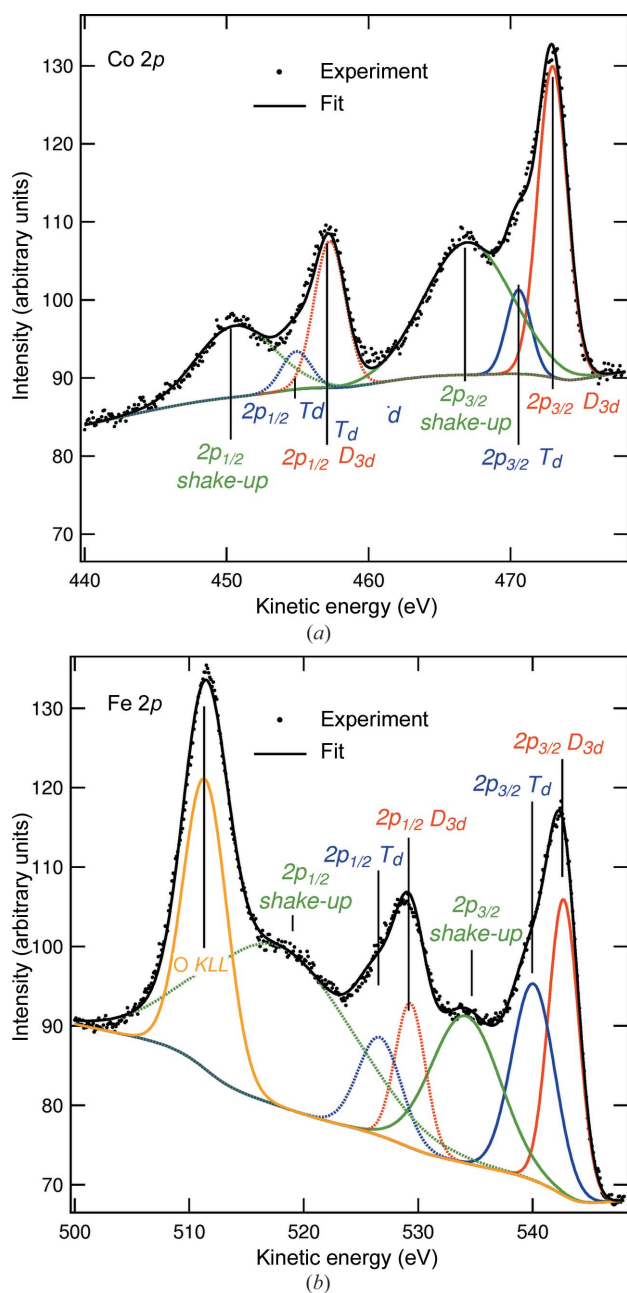 Co 2p
Experiment
Fit
130
120
110
100
90
80
70
Intensity (arbitrary units)
2p1/2 Td
Td
d
2p1/2 D3d
2p1/2
shake-up
2p3/2
shake-up
2p3/2 D3d
2p3/2 Td
440
450
460
470
Kinetic energy (eV)
(a)
Fe 2p
Experiment
Fit
130
120
110
100
90
80
70
Intensity (arbitrary units)
2p3/2 D3d
2p3/2 Td
2p1/2 D3d
2p1/2 Td
2p1/2
shake-up
2p3/2
shake-up
O KLL
500
510
520
530
540
Kinetic energy (eV)
(b)